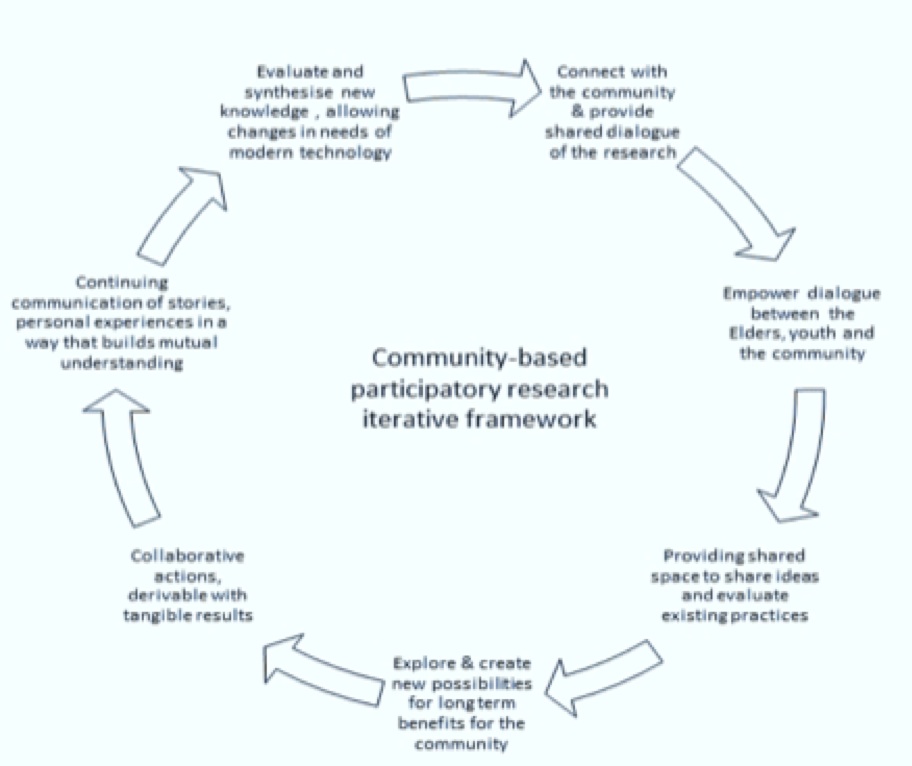 Evaluate and
synthesise new
knowledge , allowing
changes in needs of
modern technology
Connect with
the community
& provide
shared dialogue
of the research
Empower dialogue
between the
Elders, youth and
the community
Providing shared
space to share ideas
and evaluate
existing practices
Explore & create
new possibilities
for long term
benefits for the
community
Collaborative
actions,
derivable with
tangible results
Continuing
communication of stories,
personal experiences in a
way that builds mutual
understanding
Community-based
participatory research
iterative framework